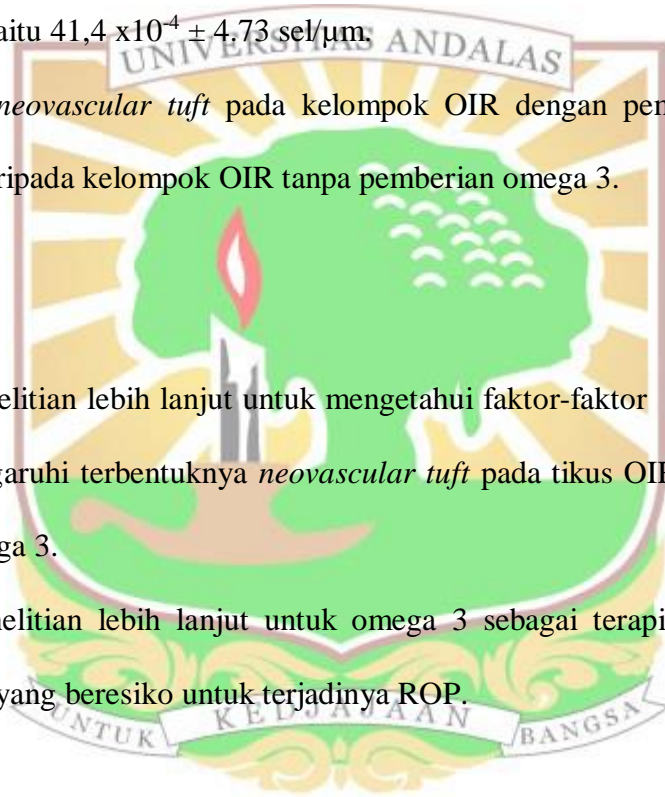 aitu 41,4 x10⁻⁴ ± 4.73 sel/µm.
UNIVERSITAS ANDALAS
neovascular tuft pada kelompok OIR dengan pem
ripada kelompok OIR tanpa pemberian omega 3.
elitian lebih lanjut untuk mengetahui faktor-faktor
garuhi terbentuknya neovascular tuft pada tikus OIR
ga 3.
nelitian lebih lanjut untuk omega 3 sebagai terapi
yang beresiko untuk terjadinya ROP.
UNTUK KEDJAJAAN BANGSA